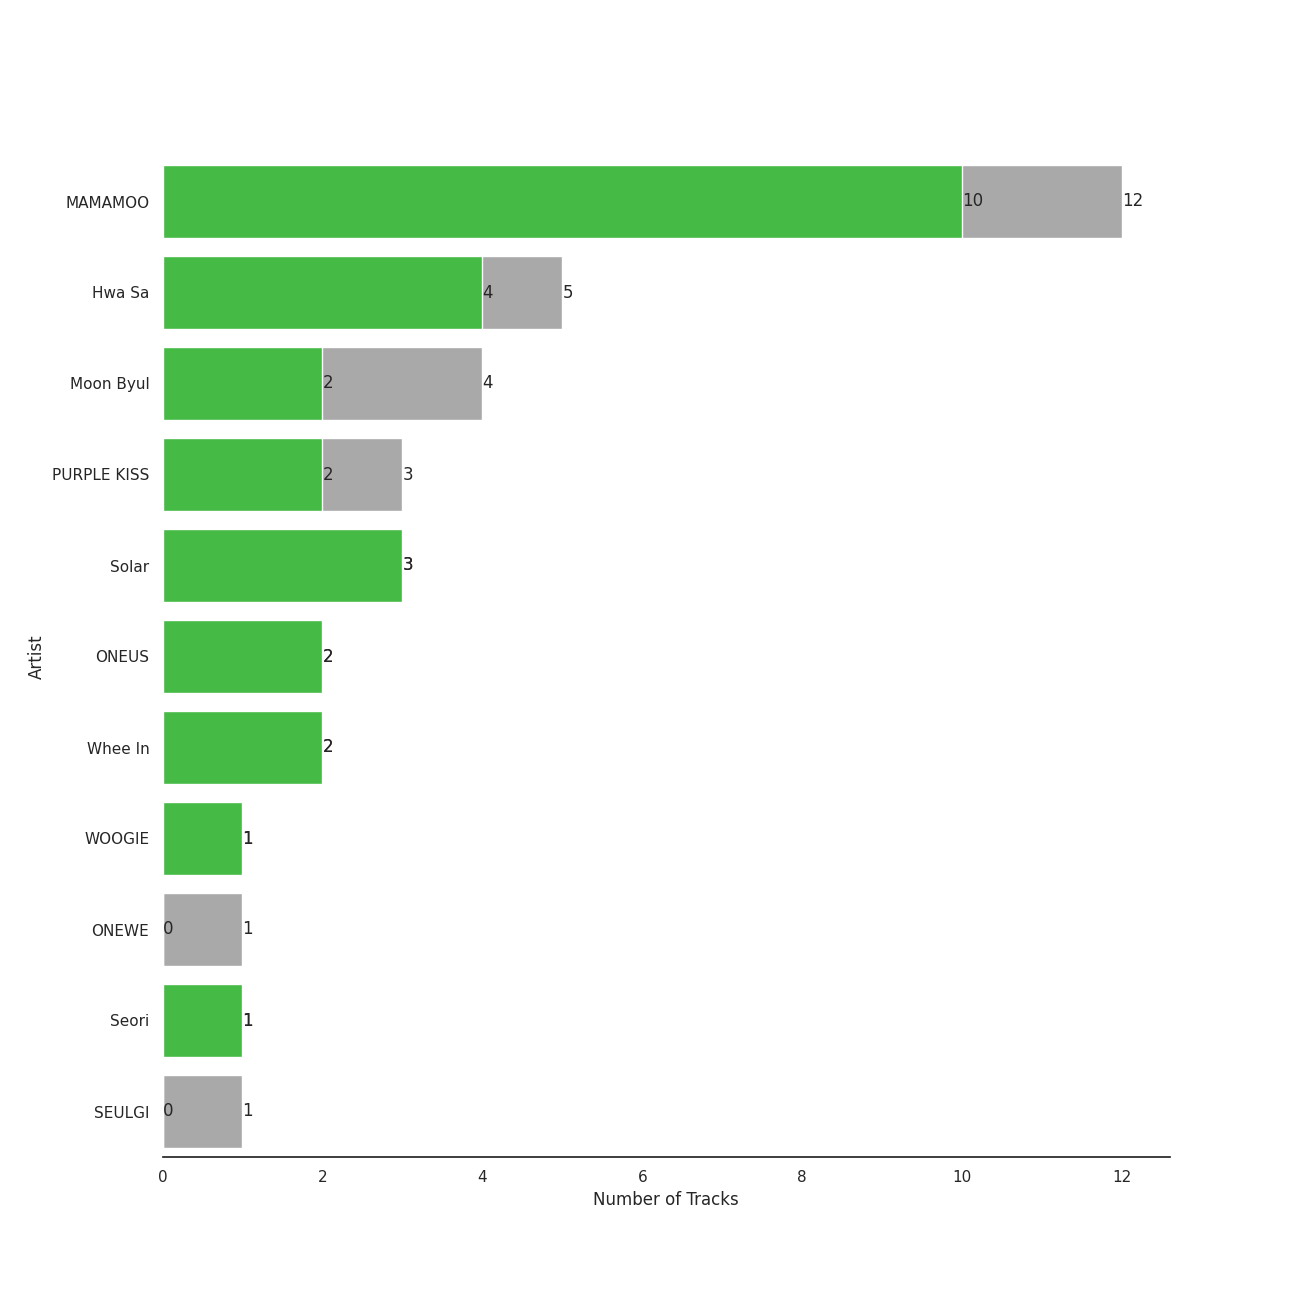 MAMAMOO 10 12
Hwa Sa 4 5
Moon Byul 2 4
PURPLE KISS 2 3
Solar 3
ONEUS 2
Whee In 2
WOOGIE 1
ONEWE 0 1
Seori 1
SEULGI 0 1
Artist
0 2 4 6 8 10 12
Number of Tracks